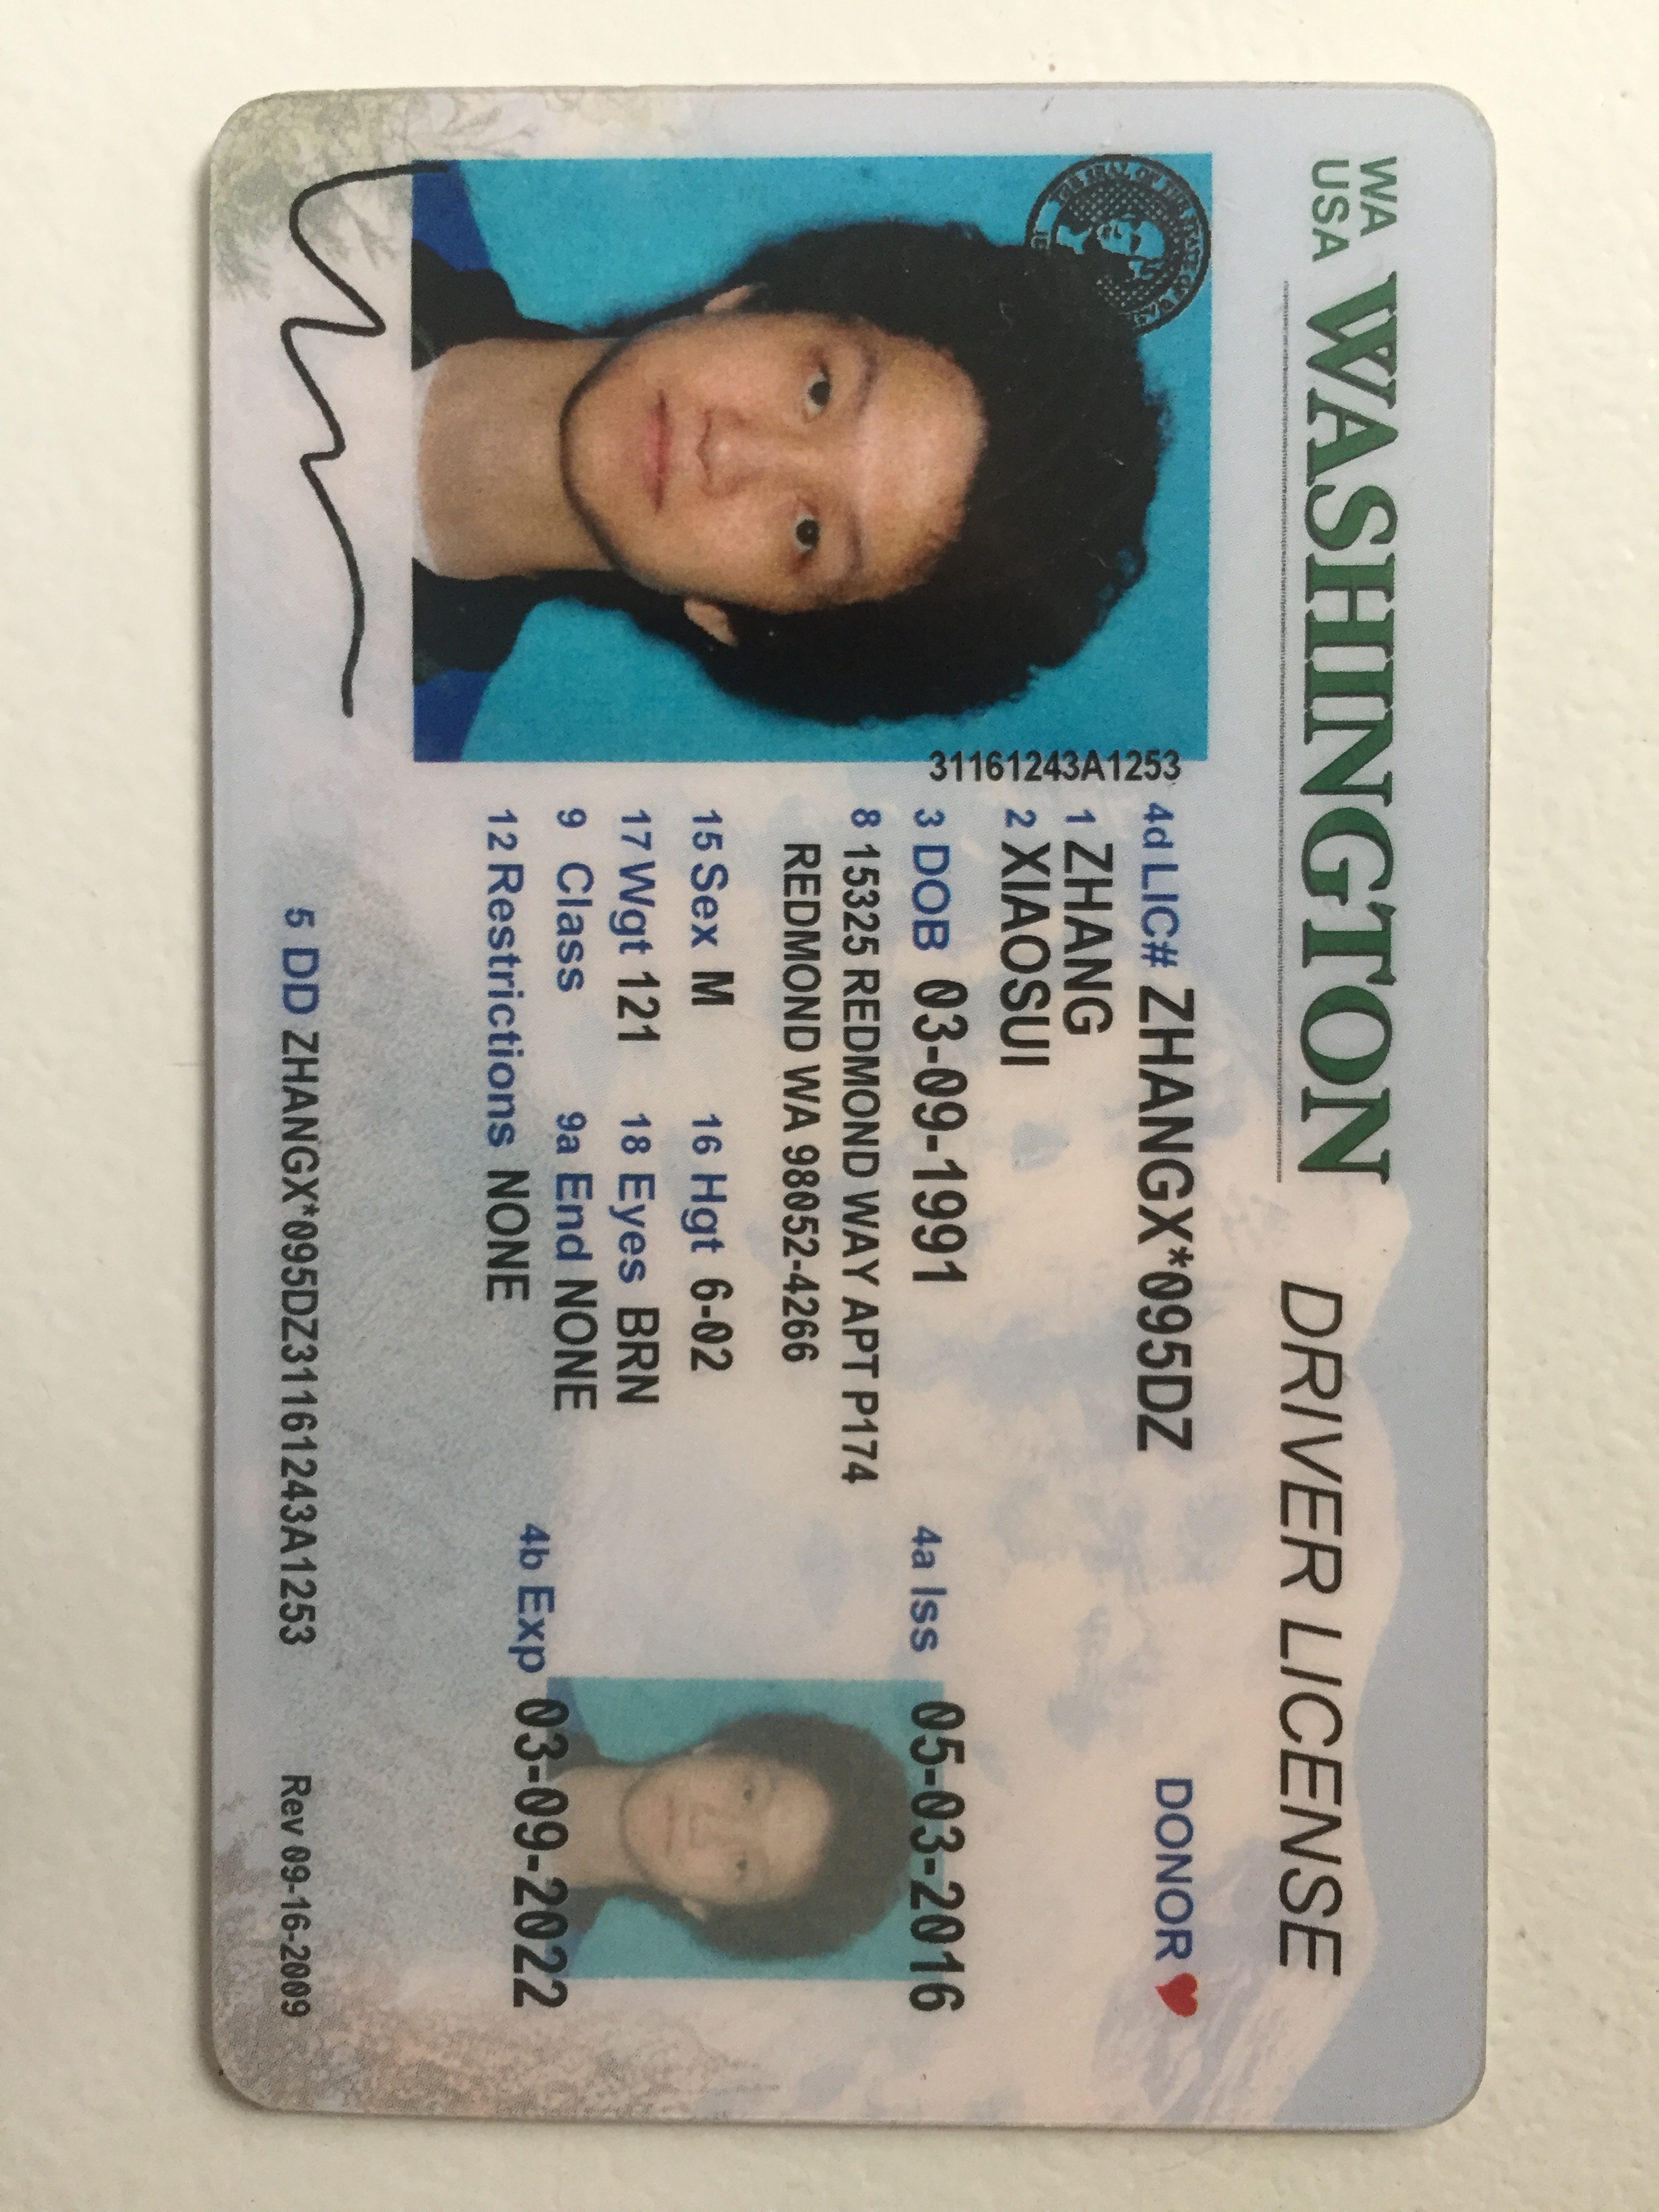 WA
USA
WASHINGTON DRIVER LICENSE
4d LIC# ZHANGX*095DZ
DONOR
1 ZHANG
2 XIAOSUI
3 DOB 03-09-1991
4a Iss 05-03-2016
8 15325 REDMOND WAY APT P174
REDMOND WA 98052-4266
15 Sex M 16 Hgt 6-02
17 Wgt 121 18 Eyes BRN
9 Class 9a End NONE
12 Restrictions NONE
4b Exp 03-09-2022
31161243A1253
5 DD ZHANGX*095DZ31161243A1253
Rev 09-16-2009